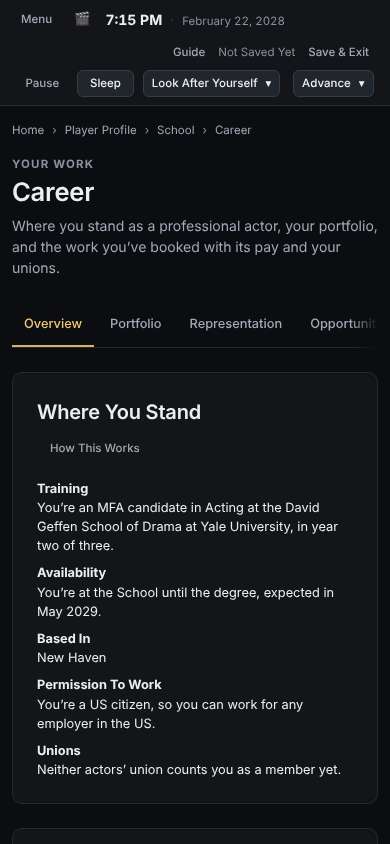 Menu 7:15 PM · February 22, 2028
Guide Not Saved Yet Save & Exit
Pause Sleep Look After Yourself ▾ Advance ▾
Home › Player Profile › School › Career
YOUR WORK
Career
Where you stand as a professional actor, your portfolio,
and the work you’ve booked with its pay and your
unions.
Overview Portfolio Representation Opportunit
Where You Stand
How This Works
Training
You’re an MFA candidate in Acting at the David
Geffen School of Drama at Yale University, in year
two of three.
Availability
You’re at the School until the degree, expected in
May 2029.
Based In
New Haven
Permission To Work
You’re a US citizen, so you can work for any
employer in the US.
Unions
Neither actors’ union counts you as a member yet.